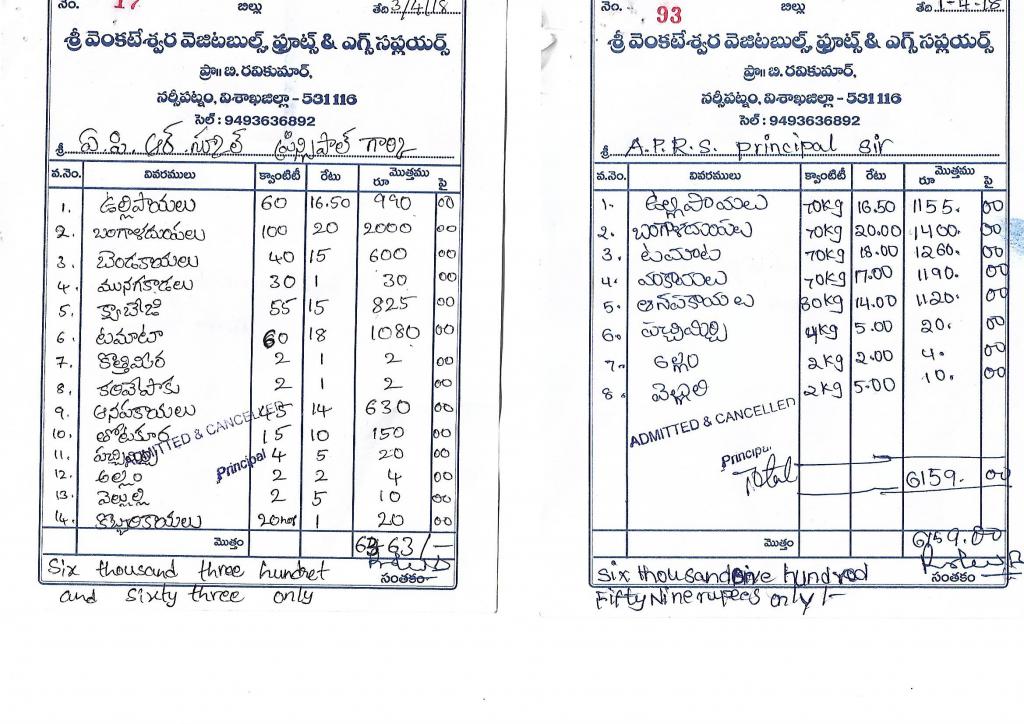 నెం. 17 బిల్లు తేది 3/4/18
శ్రీ వెంకటేశ్వర వెజిటబుల్స్, ఫ్రూట్స్ & ఎగ్స్ సప్లయర్స్
ప్రొ॥ బి. రవికుమార్,
నర్సీపట్నం, విశాఖజిల్లా - 531 116
సెల్ : 9493636892
శ్రీ ఏ.పి. ఆర్. స్కూల్ ప్రిన్సిపాల్ గారికి
వ.నెం. వివరములు క్వాంటిటీ రేటు మొత్తము రూ పై
1. ఉల్లిపాయలు 60 16.50 990 00
2. బంగాళదుంపలు 100 20 2000 00
3. బెండకాయలు 40 15 600 00
4. మునగకాడలు 30 1 30 00
5. క్యాబేజి 55 15 825 00
6. టమాటా 60 18 1080 00
7. కొత్తిమిర 2 1 2 00
8. కరివేపాకు 2 1 2 00
9. ఆనపకాయలు 45 14 630 00
10. తోటకూర 15 10 150 00
11. పచ్చిమిర్చి 4 5 20 00
12. అల్లం 2 2 4 00
13. వెల్లుల్లి 2 5 10 00
14. కొబ్బరికాయలు 20 nos 1 20 00
ADMITTED & CANCELLED
Principal
మొత్తం 6363/-
Six thousand three hundret సంతకం
and sixty three only
నెం. 93 బిల్లు తేది 1-4-18
శ్రీ వెంకటేశ్వర వెజిటబుల్స్, ఫ్రూట్స్ & ఎగ్స్ సప్లయర్స్
ప్రొ॥ బి. రవికుమార్,
నర్సీపట్నం, విశాఖజిల్లా - 531 116
సెల్ : 9493636892
శ్రీ A.P.R.S. principal sir
వ.నెం. వివరములు క్వాంటిటీ రేటు మొత్తము రూ పై
1. ఉల్లిపాయలు 70kg 16.50 1155. 00
2. బంగాళదుంపలు 70kg 20.00 1400. 00
3. టమాట 70kg 18.00 1260. 00
4. 70kg 17.00 1190. 00
5. ఆనపకాయలు 80kg 14.00 1120. 00
6. పచ్చిమిర్చి 4kg 5.00 20. 00
7. అల్లం 2kg 2.00 4. 00
8. 2kg 5.00 10. 00
ADMITTED & CANCELLED
Principal
Total 6159. 00
మొత్తం 6159.00
Six thousand one hundred సంతకం
Fifty Nine rupees only/-